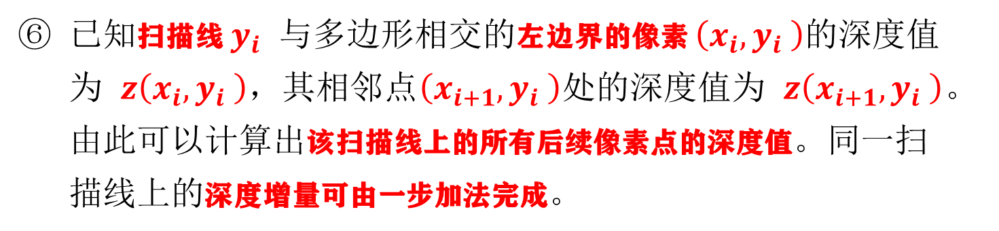 ⑥ 已知扫描线 yᵢ 与多边形相交的左边界的像素 (xᵢ, yᵢ )的深度值
为 z(xᵢ, yᵢ )，其相邻点(xᵢ₊₁, yᵢ )处的深度值为 z(xᵢ₊₁, yᵢ )。
由此可以计算出该扫描线上的所有后续像素点的深度值。同一扫
描线上的深度增量可由一步加法完成。